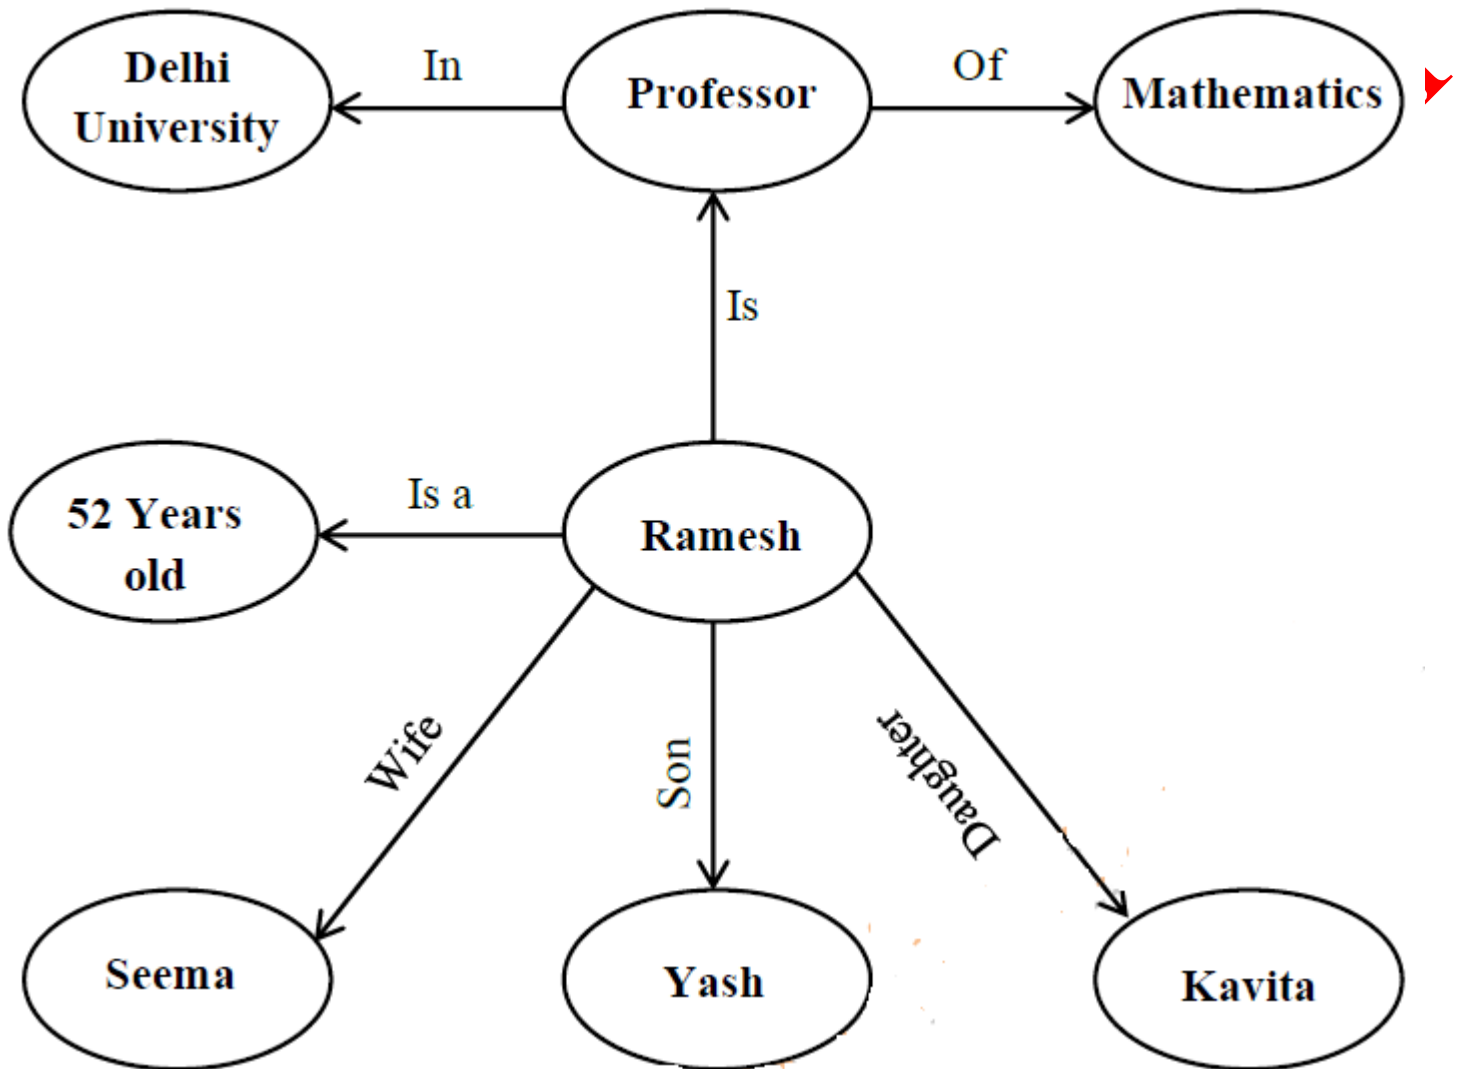 Delhi
University
In
Professor
Of
Mathematics
Is
52 Years
old
Is a
Ramesh
Wife
Son
Daughter
Seema
Yash
Kavita